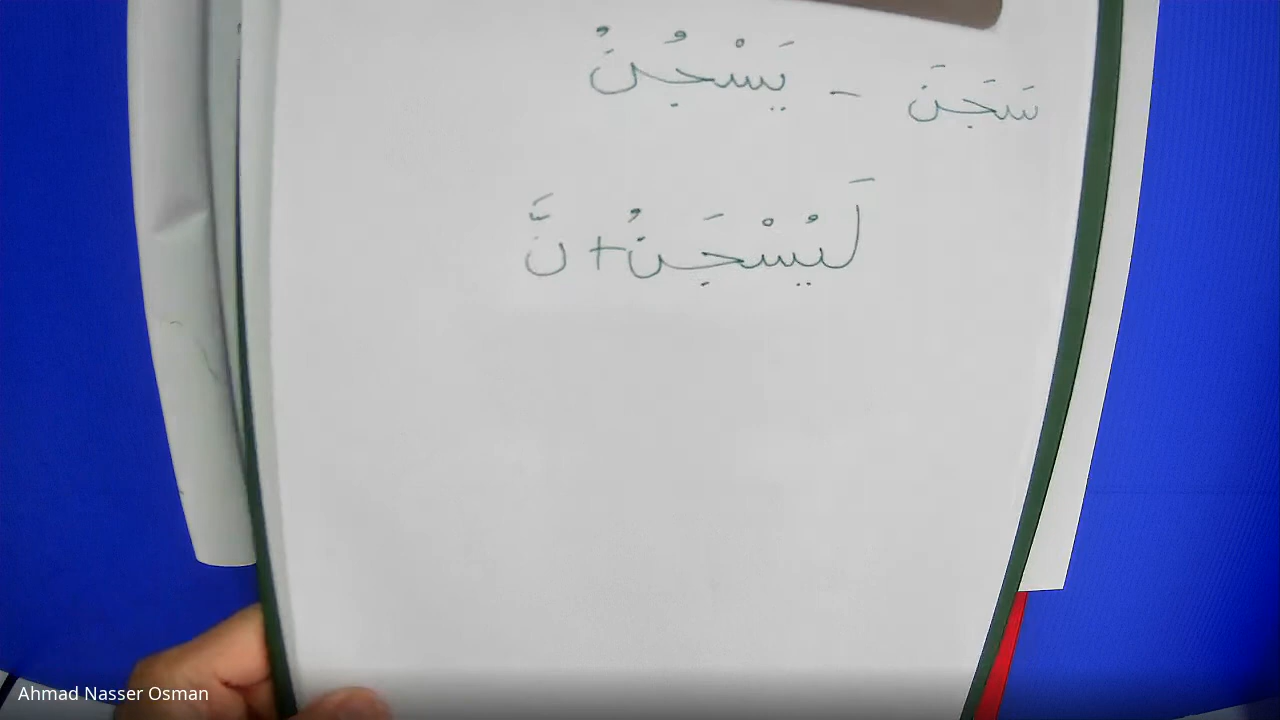 سَجَنَ - يَسْجُنُ
لَيُسْجَنُ + نَّ
Ahmad Nasser Osman